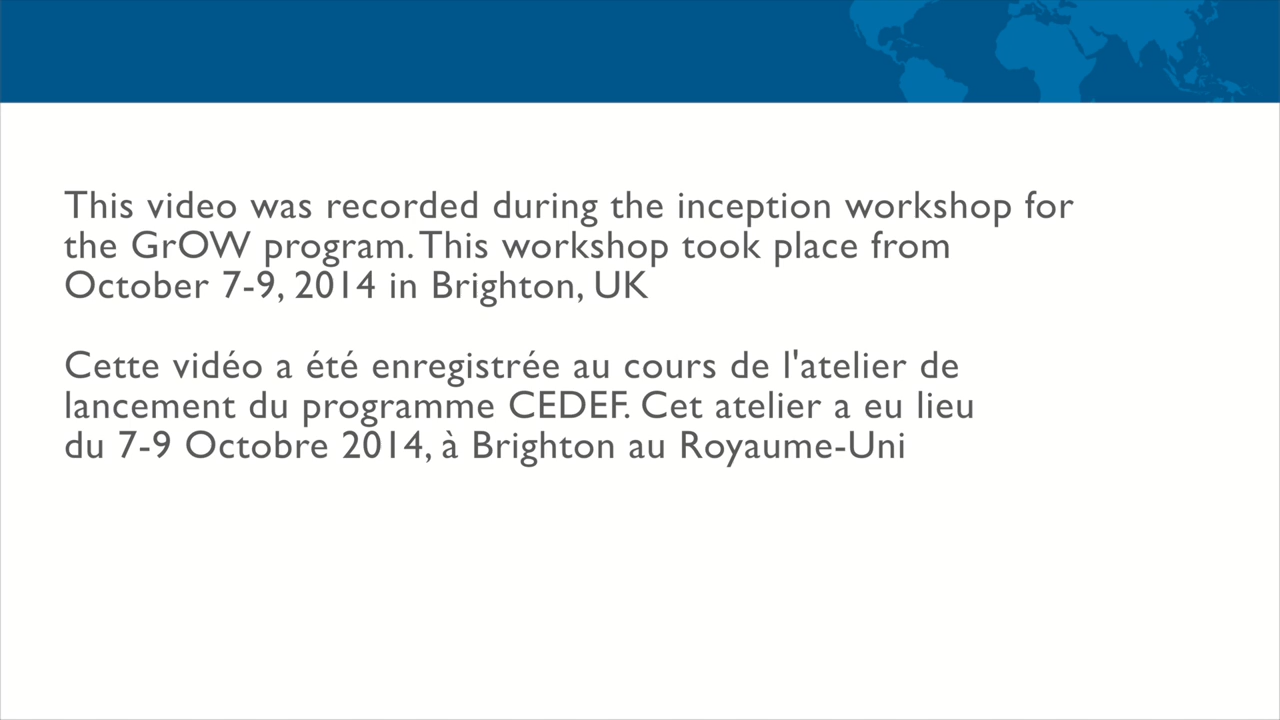 This video was recorded during the inception workshop for
the GrOW program. This workshop took place from
October 7-9, 2014 in Brighton, UK
Cette vidéo a été enregistrée au cours de l'atelier de
lancement du programme CEDEF. Cet atelier a eu lieu
du 7-9 Octobre 2014, à Brighton au Royaume-Uni